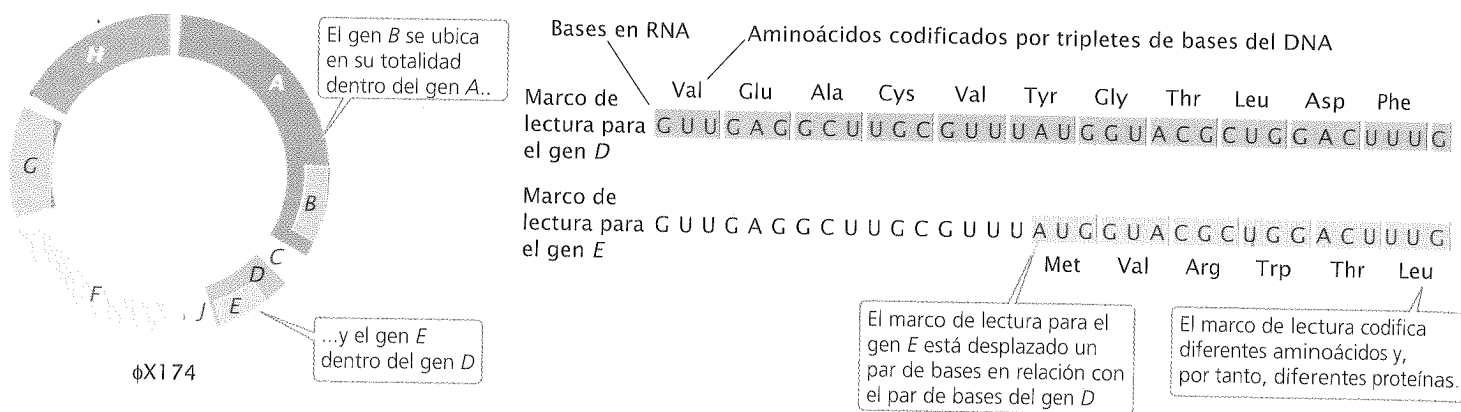 H
A
G
B
C
D
E
J
F
ϕX174
El gen B se ubica
en su totalidad
dentro del gen A..
...y el gen E
dentro del gen D
Bases en RNA
Aminoácidos codificados por tripletes de bases del DNA
Val Glu Ala Cys Val Tyr Gly Thr Leu Asp Phe
Marco de
lectura para
el gen D
G U U G A G G C U U G C G U U U A U G G U A C G C U G G A C U U U G
Marco de
lectura para
el gen E
G U U G A G G C U U G C G U U U A U G G U A C G C U G G A C U U U G
Met Val Arg Trp Thr Leu
El marco de lectura para el
gen E está desplazado un
par de bases en relación con
el par de bases del gen D
El marco de lectura codifica
diferentes aminoácidos y,
por tanto, diferentes proteínas.